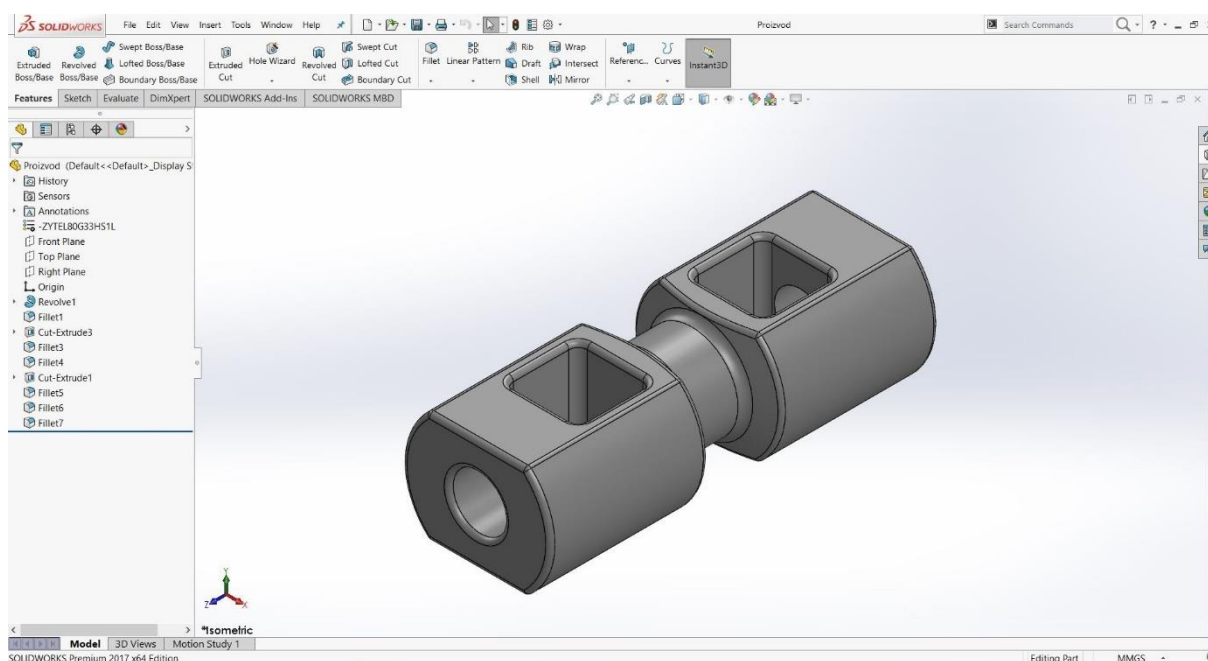 SOLIDWORKS File Edit View Insert Tools Window Help Proizvod Search Commands
Extruded Boss/Base Revolved Boss/Base Swept Boss/Base Lofted Boss/Base Boundary Boss/Base Extruded Cut Hole Wizard Revolved Cut Swept Cut Lofted Cut Boundary Cut Fillet Linear Pattern Rib Draft Shell Wrap Intersect Mirror Referenc... Curves Instant3D
Features Sketch Evaluate DimXpert SOLIDWORKS Add-Ins SOLIDWORKS MBD
Proizvod (Default<<Default>_Display S
History
Sensors
Annotations
-ZYTEL80G33HS1L
Front Plane
Top Plane
Right Plane
Origin
Revolve1
Fillet1
Cut-Extrude3
Fillet3
Fillet4
Cut-Extrude1
Fillet5
Fillet6
Fillet7
Y
Z X
*Isometric
Model 3D Views Motion Study 1
SOLIDWORKS Premium 2017 x64 Edition Editing Part MMGS